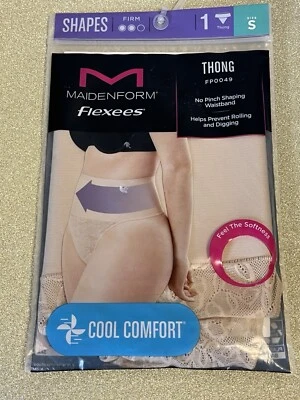 SHAPES
FIRM
1
Thong
SIZE
S
M
MAIDENFORM®
flexees®
THONG
FP0049
No Pinch Shaping
Waistband
Helps Prevent Rolling
and Digging
Feel The Softness
COOL COMFORT®